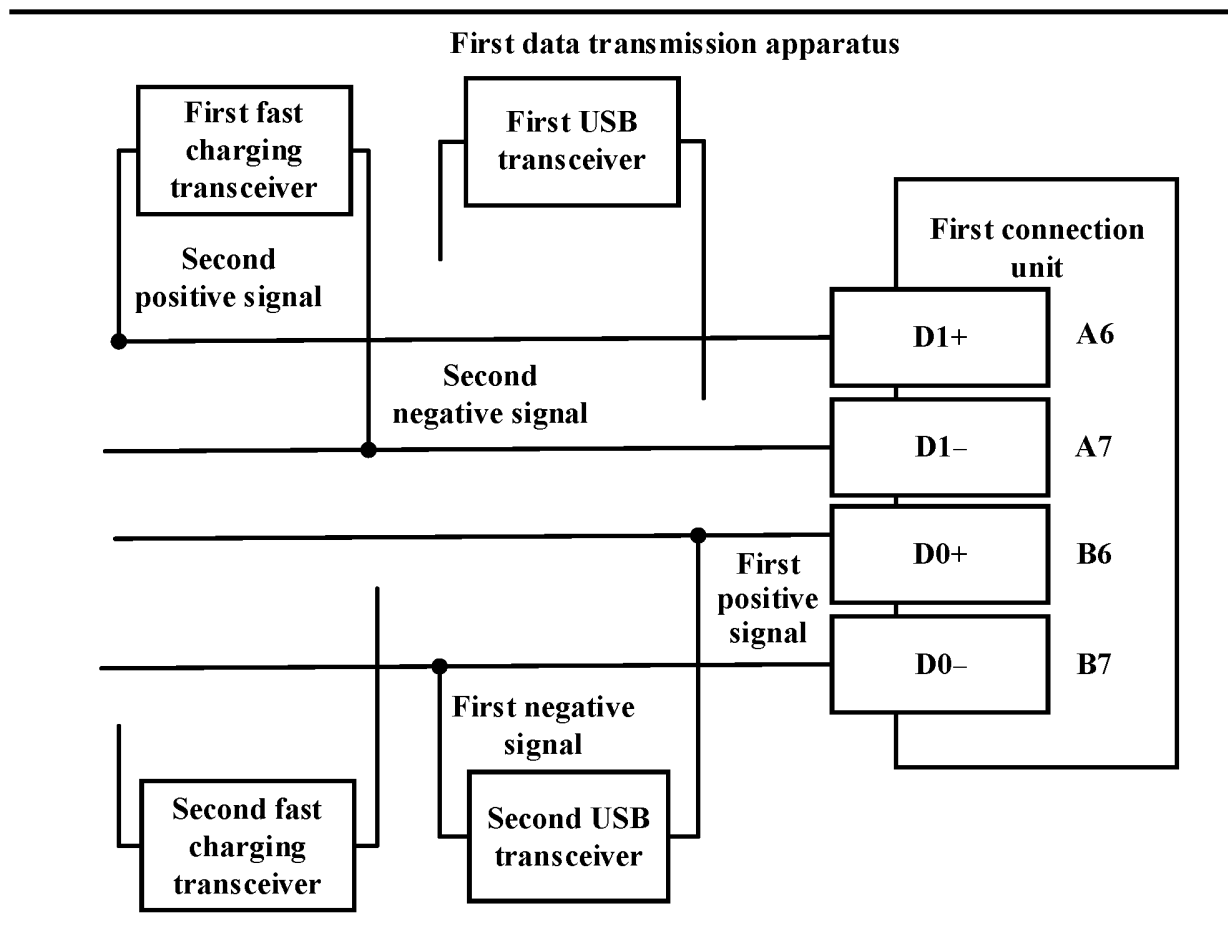 First data transmission apparatus
First fast
charging
transceiver
First USB
transceiver
First connection
unit
Second
positive signal
D1+
A6
Second
negative signal
D1–
A7
D0+
B6
First
positive
signal
D0–
B7
First negative
signal
Second fast
charging
transceiver
Second USB
transceiver